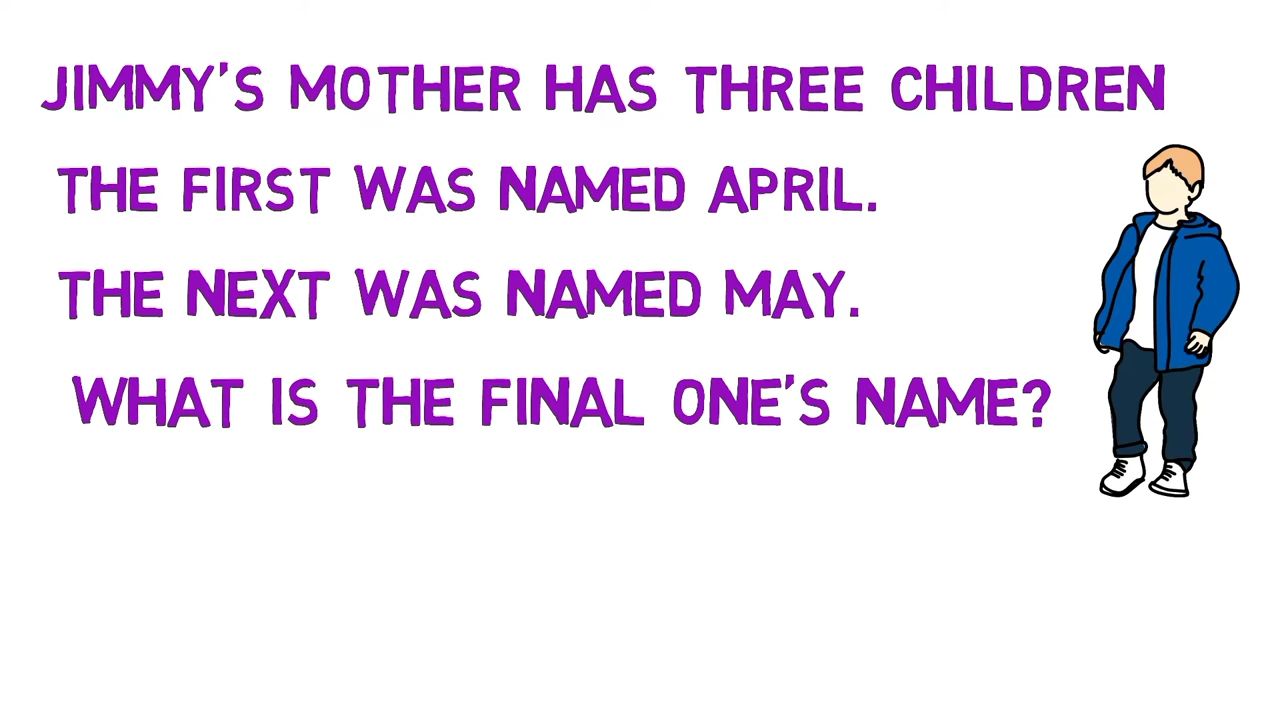 JIMMY'S MOTHER HAS THREE CHILDREN
THE FIRST WAS NAMED APRIL.
THE NEXT WAS NAMED MAY.
WHAT IS THE FINAL ONE'S NAME?